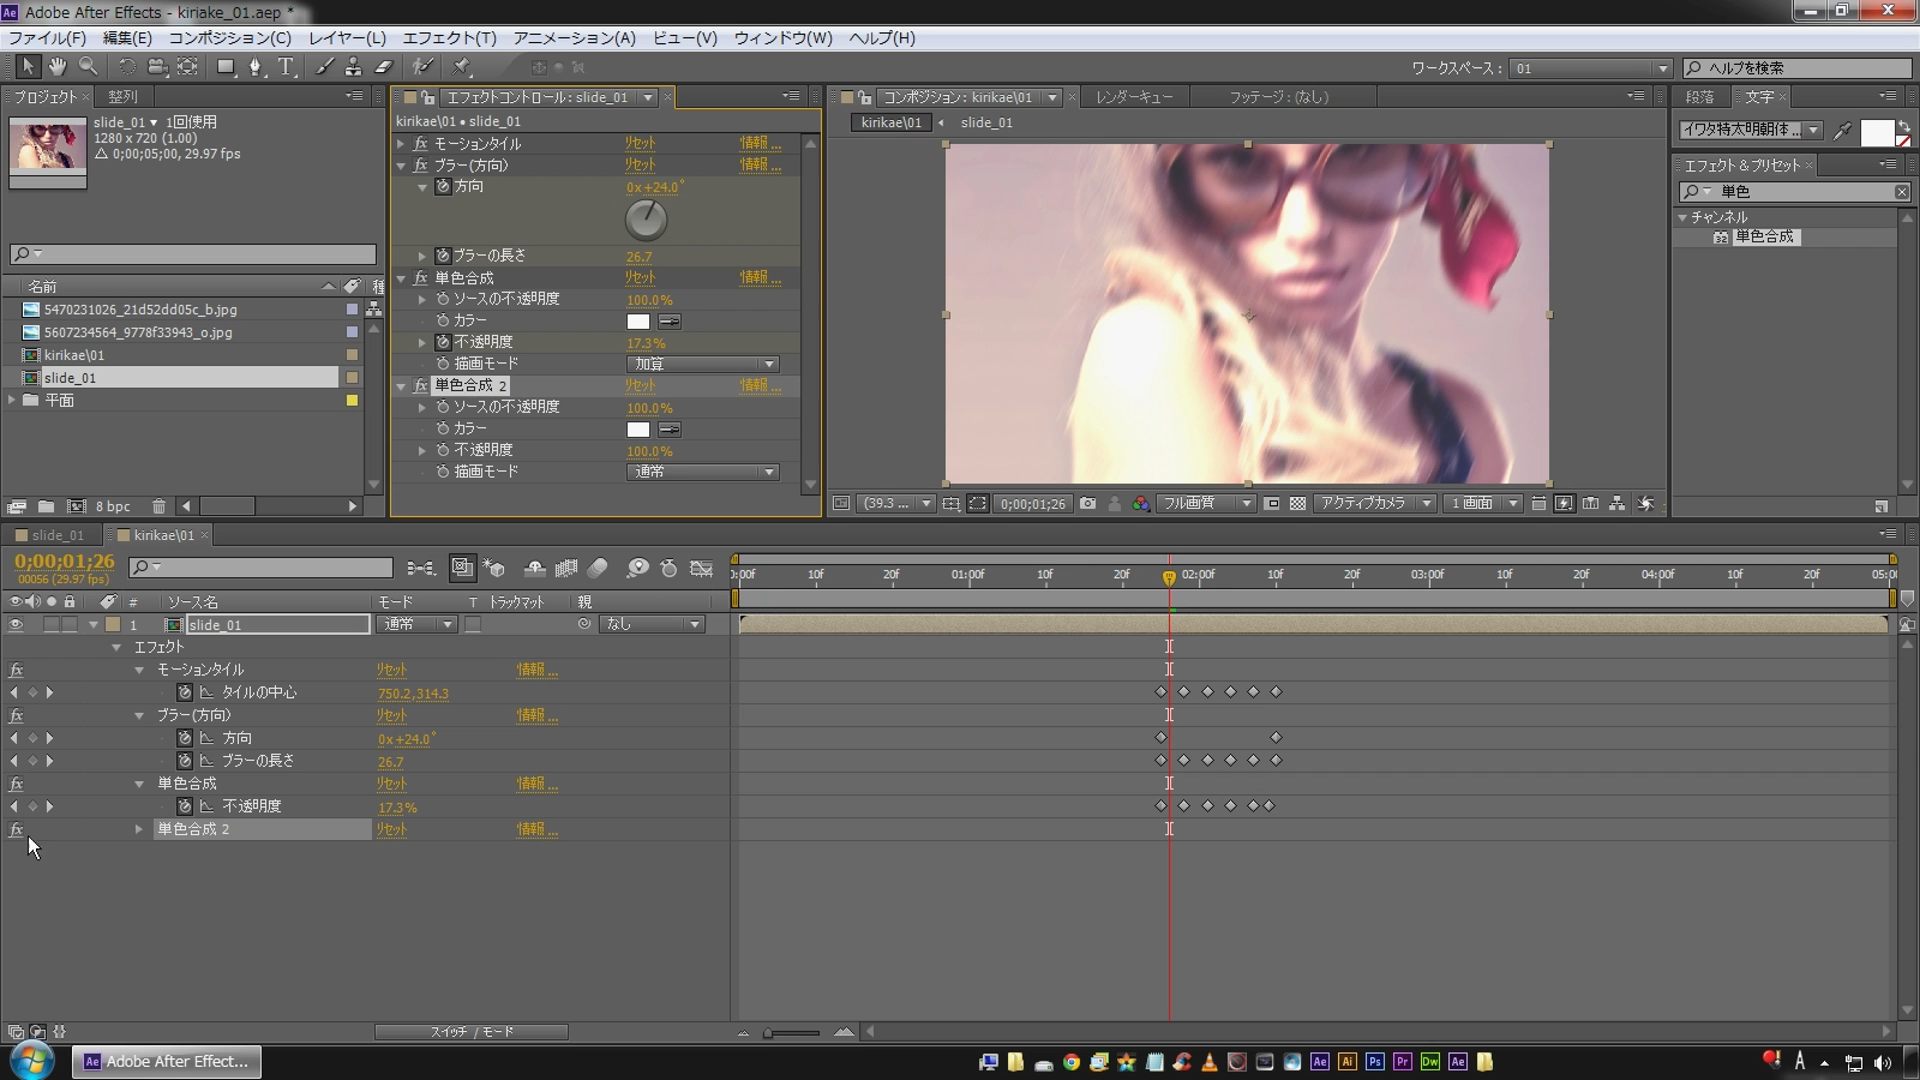 Adobe After Effects - kiriake_01.aep *
ファイル(F) 編集(E) コンポジション(C) レイヤー(L) エフェクト(T) アニメーション(A) ビュー(V) ウィンドウ(W) ヘルプ(H)
ワークスペース : 01
ヘルプを検索
プロジェクト × 整列
slide_01 ▼ 1回使用
1280 x 720 (1.00)
Δ 0;00;05;00, 29.97 fps
名前
種
5470231026_21d52dd05c_b.jpg
5607234564_9778f33943_o.jpg
kirikae\01
slide_01
平面
8 bpc
エフェクトコントロール : slide_01
kirikae\01 • slide_01
fx モーションタイル リセット 情報 ...
fx ブラー(方向) リセット 情報 ...
方向 0x +24.0°
ブラーの長さ 26.7
fx 単色合成 リセット 情報 ...
ソースの不透明度 100.0%
カラー
不透明度 17.3%
描画モード 加算
fx 単色合成 2 リセット 情報 ...
ソースの不透明度 100.0%
カラー
不透明度 100.0%
描画モード 通常
コンポジション : kirikae\01
レンダーキュー
フッテージ : (なし)
kirikae\01 slide_01
(39.3 ... 0;00;01;26 フル画質 アクティブカメラ 1 画面
段落 文字 ×
イワタ特太明朝体 ...
エフェクト & プリセット ×
単色
チャンネル
32 単色合成
slide_01 kirikae\01 ×
0;00;01;26
00056 (29.97 fps)
# ソース名 モード T トラックマット 親
0:00f 10f 20f 01:00f 10f 20f 02:00f 10f 20f 03:00f 10f 20f 04:00f 10f 20f 05:00
1 slide_01 通常 なし
エフェクト
fx モーションタイル リセット 情報 ...
タイルの中心 750.2,314.3
fx ブラー(方向) リセット 情報 ...
方向 0x +24.0°
ブラーの長さ 26.7
fx 単色合成 リセット 情報 ...
不透明度 17.3%
fx 単色合成 2 リセット 情報 ...
スイッチ / モード
Ae Adobe After Effect...
Ae Ai Ps Pr Dw Ae
A